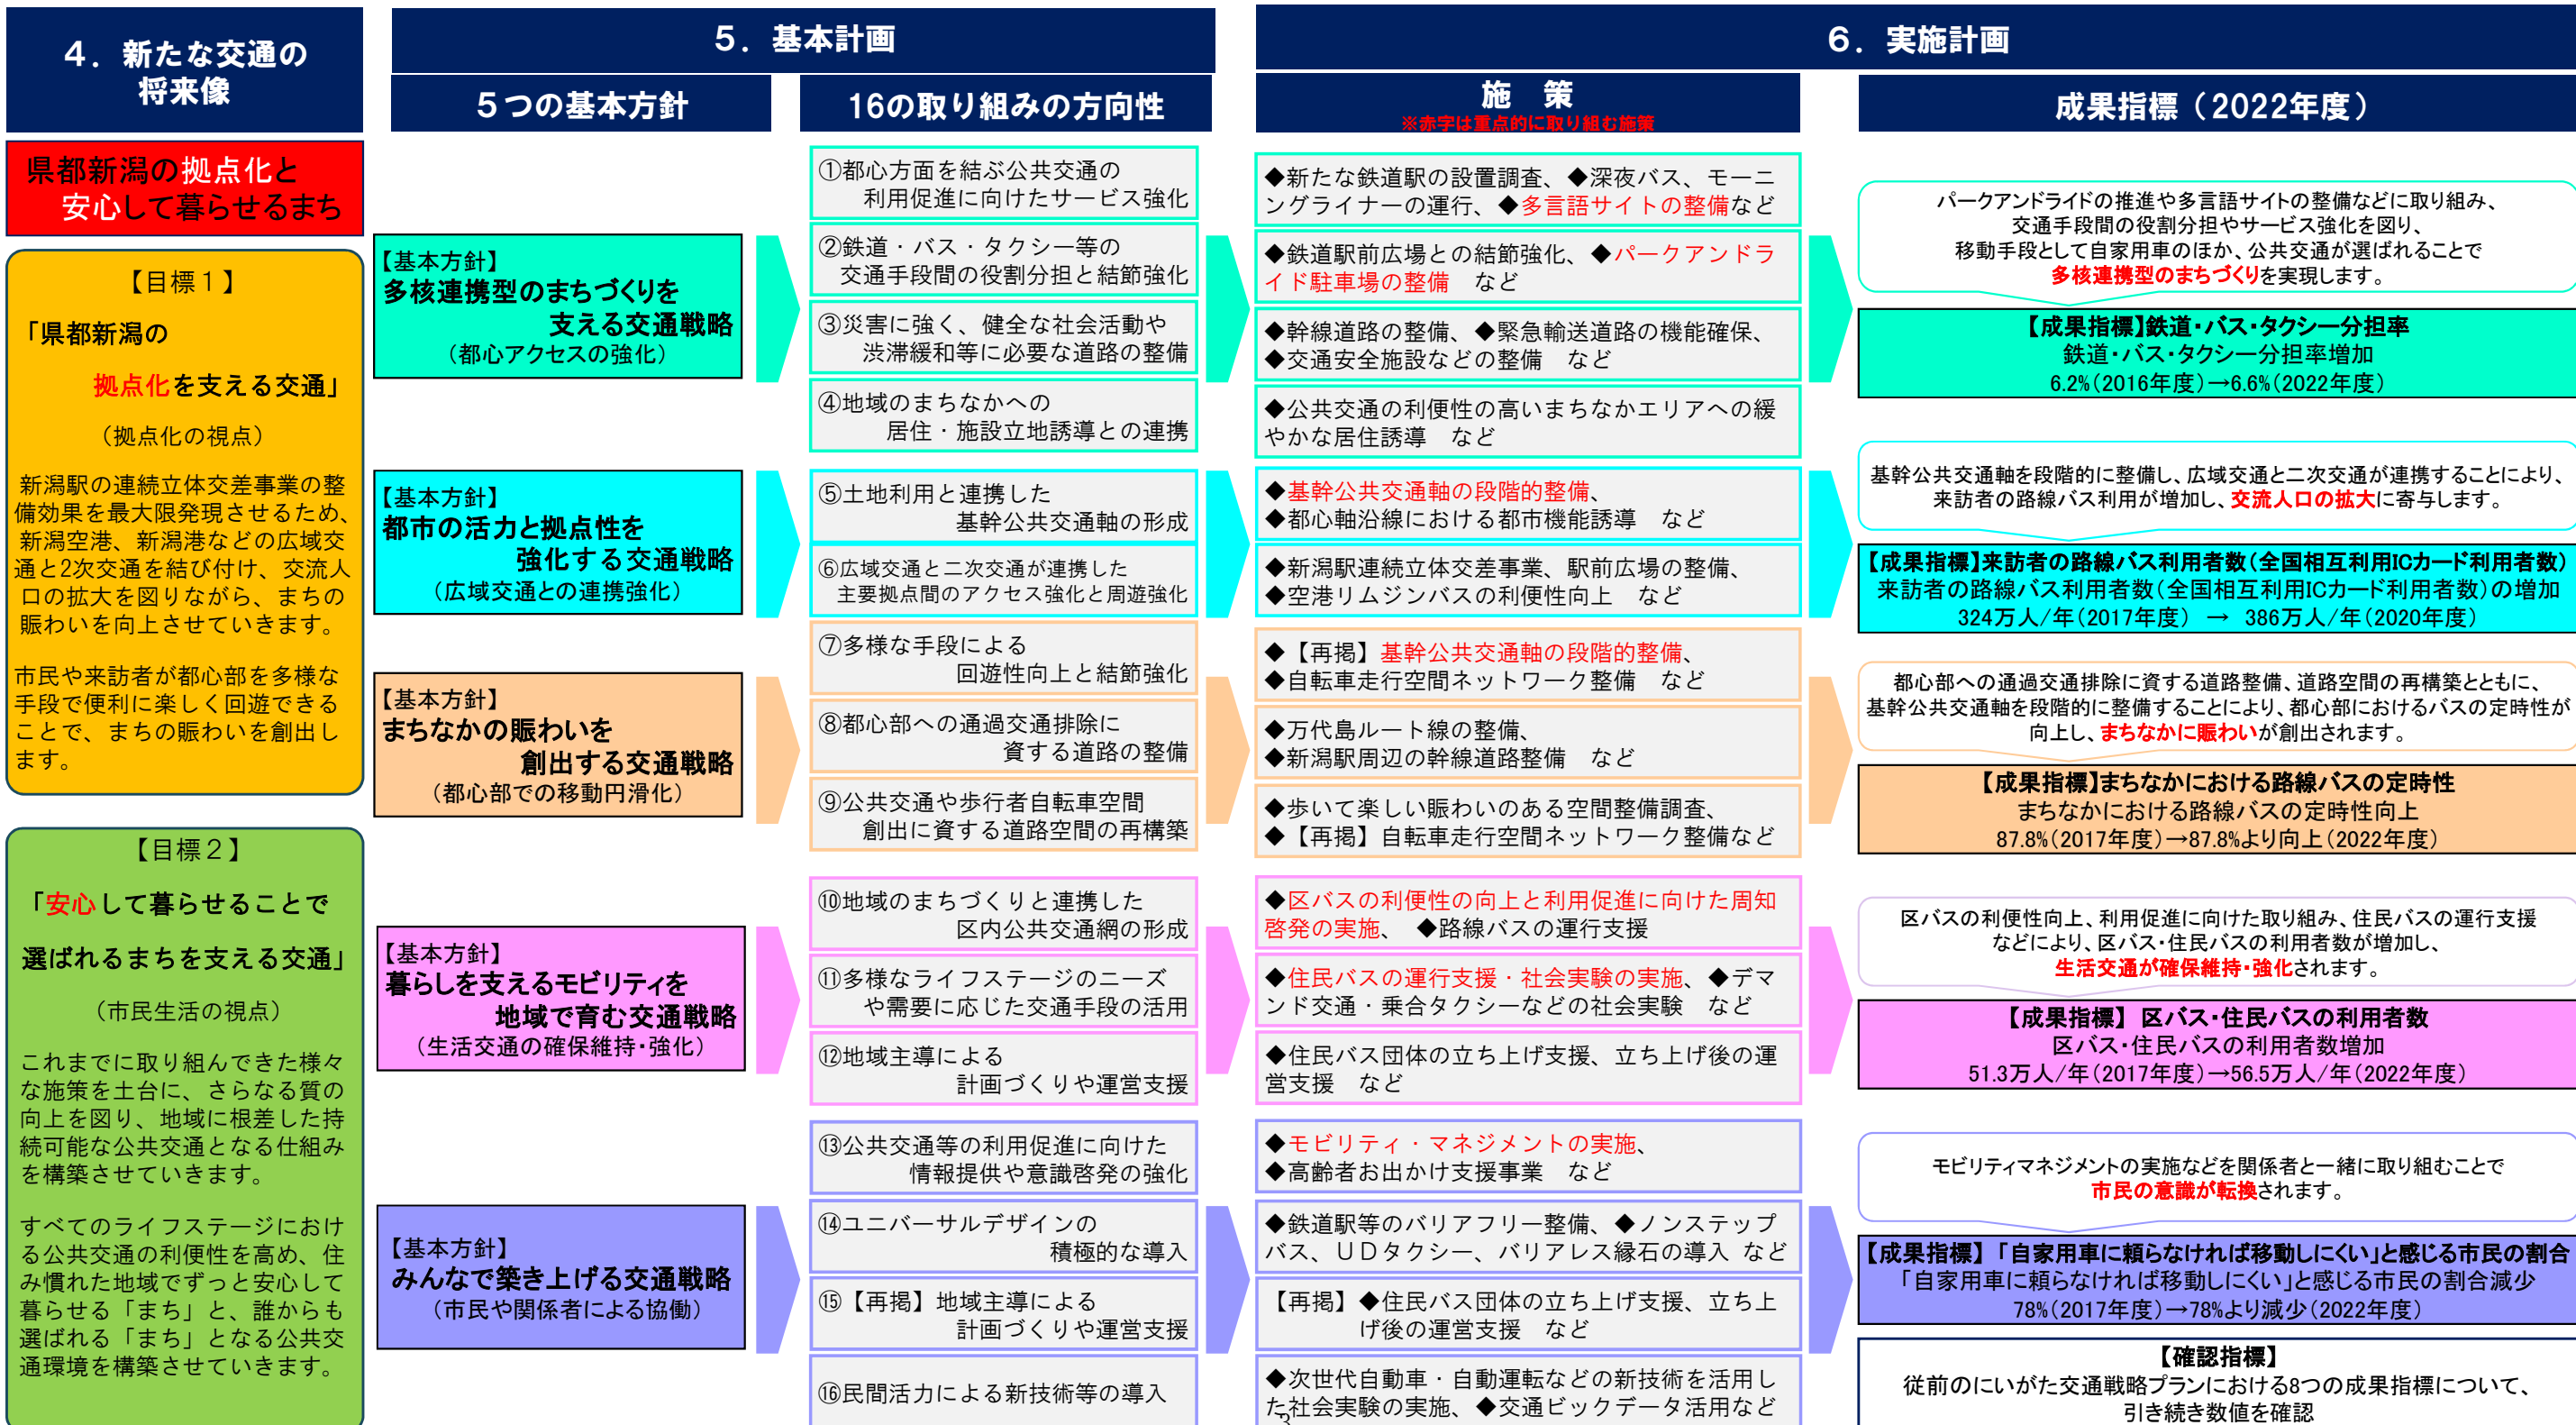 ４．新たな交通の
将来像
５．基本計画
６．実施計画
５つの基本方針
16の取り組みの方向性
施　策
※赤字は重点的に取り組む施策
成果指標（2022年度）
県都新潟の拠点化と
安心して暮らせるまち
【目標１】
「県都新潟の
拠点化を支える交通」
（拠点化の視点）
新潟駅の連続立体交差事業の整
備効果を最大限発現させるため、
新潟空港、新潟港などの広域交
通と2次交通を結び付け、交流人
口の拡大を図りながら、まちの
賑わいを向上させていきます。
市民や来訪者が都心部を多様な
手段で便利に楽しく回遊できる
ことで、まちの賑わいを創出し
ます。
【目標２】
「安心して暮らせることで
選ばれるまちを支える交通」
（市民生活の視点）
これまでに取り組んできた様々
な施策を土台に、さらなる質の
向上を図り、地域に根差した持
続可能な公共交通となる仕組み
を構築させていきます。
すべてのライフステージにおけ
る公共交通の利便性を高め、住
み慣れた地域でずっと安心して
暮らせる「まち」と、誰からも
選ばれる「まち」となる公共交
通環境を構築させていきます。
【基本方針】
多核連携型のまちづくりを
支える交通戦略
（都心アクセスの強化）
①都心方面を結ぶ公共交通の
利用促進に向けたサービス強化
②鉄道・バス・タクシー等の
交通手段間の役割分担と結節強化
③災害に強く、健全な社会活動や
渋滞緩和等に必要な道路の整備
④地域のまちなかへの
居住・施設立地誘導との連携
◆新たな鉄道駅の設置調査、◆深夜バス、モーニ
ングライナーの運行、◆多言語サイトの整備など
◆鉄道駅前広場との結節強化、◆パークアンドラ
イド駐車場の整備　など
◆幹線道路の整備、◆緊急輸送道路の機能確保、
◆交通安全施設などの整備　など
◆公共交通の利便性の高いまちなかエリアへの緩
やかな居住誘導　など
パークアンドライドの推進や多言語サイトの整備などに取り組み、
交通手段間の役割分担やサービス強化を図り、
移動手段として自家用車のほか、公共交通が選ばれることで
多核連携型のまちづくりを実現します。
【成果指標】鉄道・バス・タクシー分担率
鉄道・バス・タクシー分担率増加
6.2%（2016年度）→6.6%（2022年度）
【基本方針】
都市の活力と拠点性を
強化する交通戦略
（広域交通との連携強化）
⑤土地利用と連携した
基幹公共交通軸の形成
⑥広域交通と二次交通が連携した
主要拠点間のアクセス強化と周遊強化
◆基幹公共交通軸の段階的整備、
◆都心軸沿線における都市機能誘導　など
◆新潟駅連続立体交差事業、駅前広場の整備、
◆空港リムジンバスの利便性向上　など
基幹公共交通軸を段階的に整備し、広域交通と二次交通が連携することにより、
来訪者の路線バス利用が増加し、交流人口の拡大に寄与します。
【成果指標】来訪者の路線バス利用者数（全国相互利用ICカード利用者数）
来訪者の路線バス利用者数（全国相互利用ICカード利用者数）の増加
324万人/年（2017年度）　→　386万人/年（2020年度）
【基本方針】
まちなかの賑わいを
創出する交通戦略
（都心部での移動円滑化）
⑦多様な手段による
回遊性向上と結節強化
⑧都心部への通過交通排除に
資する道路の整備
⑨公共交通や歩行者自転車空間
創出に資する道路空間の再構築
◆【再掲】基幹公共交通軸の段階的整備、
◆自転車走行空間ネットワーク整備　など
◆万代島ルート線の整備、
◆新潟駅周辺の幹線道路整備　など
◆歩いて楽しい賑わいのある空間整備調査、
◆【再掲】自転車走行空間ネットワーク整備など
都心部への通過交通排除に資する道路整備、道路空間の再構築とともに、
基幹公共交通軸を段階的に整備することにより、都心部におけるバスの定時性が
向上し、まちなかに賑わいが創出されます。
【成果指標】まちなかにおける路線バスの定時性
まちなかにおける路線バスの定時性向上
87.8%（2017年度）→87.8%より向上（2022年度）
【基本方針】
暮らしを支えるモビリティを
地域で育む交通戦略
（生活交通の確保維持・強化）
⑩地域のまちづくりと連携した
区内公共交通網の形成
⑪多様なライフステージのニーズ
や需要に応じた交通手段の活用
⑫地域主導による
計画づくりや運営支援
◆区バスの利便性の向上と利用促進に向けた周知
啓発の実施、　◆路線バスの運行支援
◆住民バスの運行支援・社会実験の実施、◆デマ
ンド交通・乗合タクシーなどの社会実験　など
◆住民バス団体の立ち上げ支援、立ち上げ後の運
営支援　など
区バスの利便性向上、利用促進に向けた取り組み、住民バスの運行支援
などにより、区バス・住民バスの利用者数が増加し、
生活交通が確保維持・強化されます。
【成果指標】 区バス・住民バスの利用者数
区バス・住民バスの利用者数増加
51.3万人/年（2017年度）→56.5万人/年（2022年度）
【基本方針】
みんなで築き上げる交通戦略
（市民や関係者による協働）
⑬公共交通等の利用促進に向けた
情報提供や意識啓発の強化
⑭ユニバーサルデザインの
積極的な導入
⑮【再掲】地域主導による
計画づくりや運営支援
⑯民間活力による新技術等の導入
◆モビリティ・マネジメントの実施、
◆高齢者お出かけ支援事業　など
◆鉄道駅等のバリアフリー整備、◆ノンステップ
バス、ＵＤタクシー、バリアレス縁石の導入 など
【再掲】◆住民バス団体の立ち上げ支援、立ち上
げ後の運営支援　など
◆次世代自動車・自動運転などの新技術を活用し
た社会実験の実施、◆交通ビックデータ活用など
3
モビリティマネジメントの実施などを関係者と一緒に取り組むことで
市民の意識が転換されます。
【成果指標】 「自家用車に頼らなければ移動しにくい」と感じる市民の割合
「自家用車に頼らなければ移動しにくい」と感じる市民の割合減少
78%（2017年度）→78%より減少（2022年度）
【確認指標】
従前のにいがた交通戦略プランにおける8つの成果指標について、
引き続き数値を確認